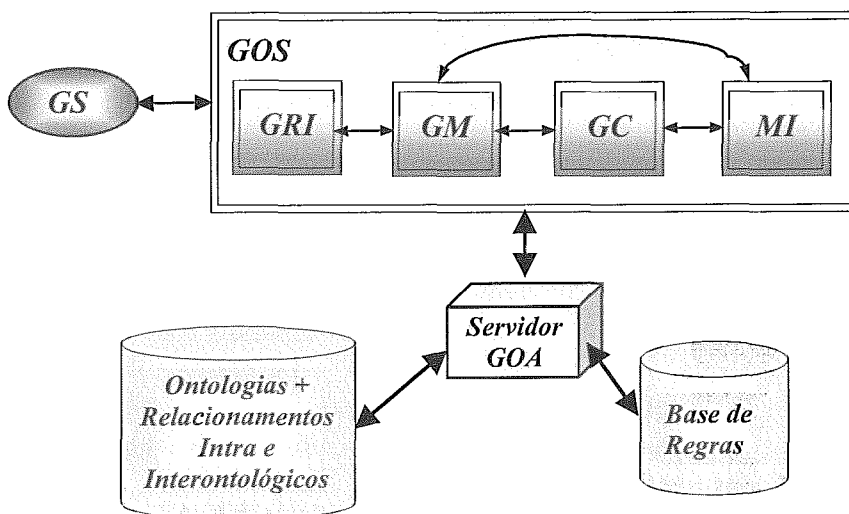 GOS
GS
GRI
GM
GC
MI
Servidor
GOA
Ontologias +
Relacionamentos
Intra e
Interontológicos
Base de
Regras